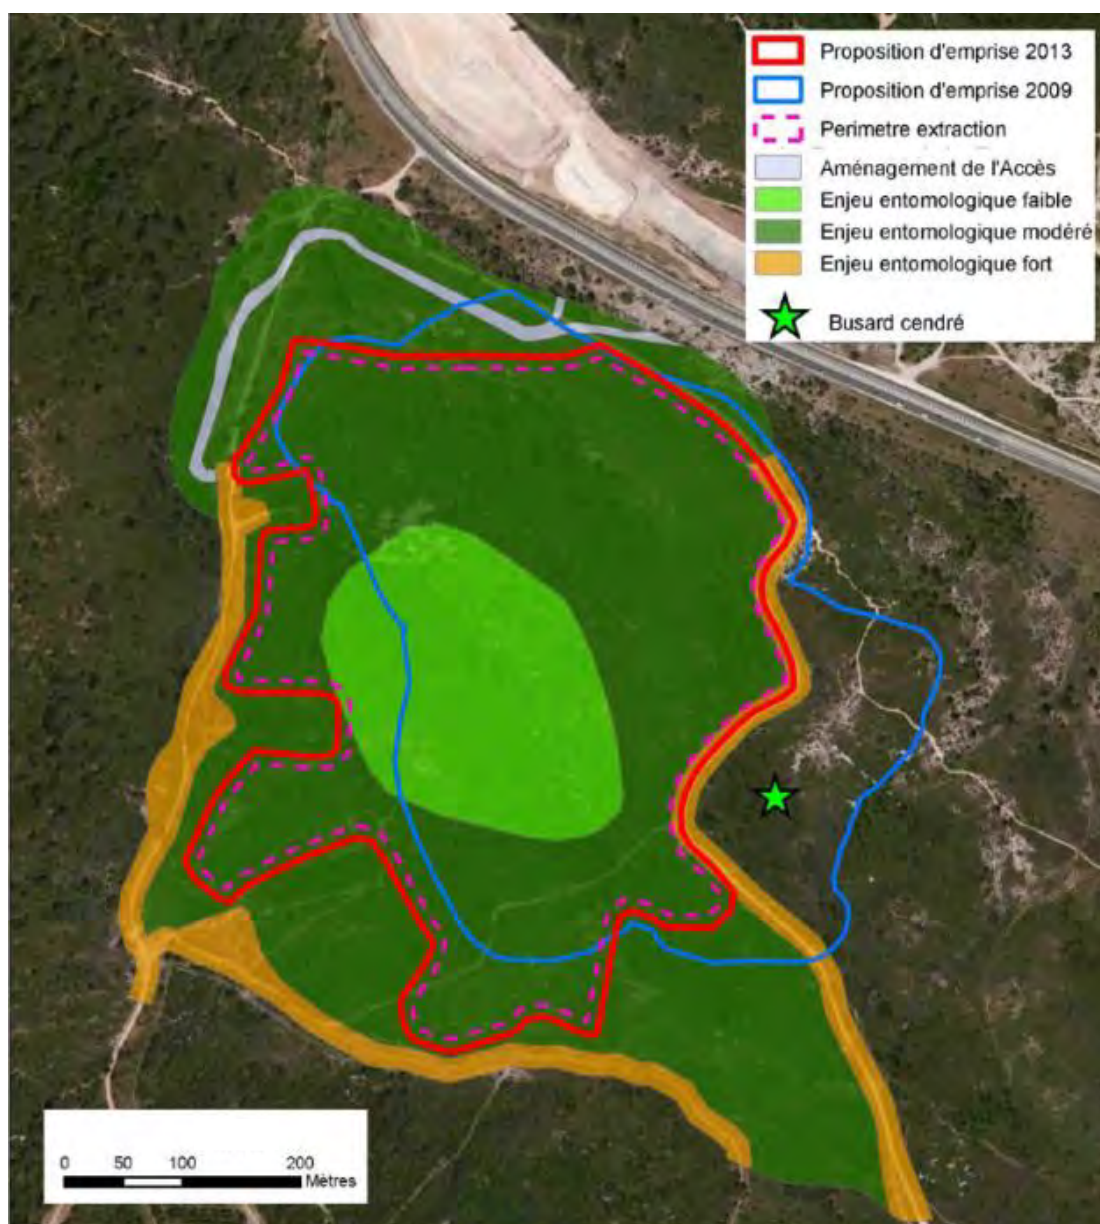 Proposition d'emprise 2013
Proposition d'emprise 2009
Perimetre extraction
Aménagement de l'Accès
Enjeu entomologique faible
Enjeu entomologique modéré
Enjeu entomologique fort
Busard cendré
0 50 100 200
Mètres